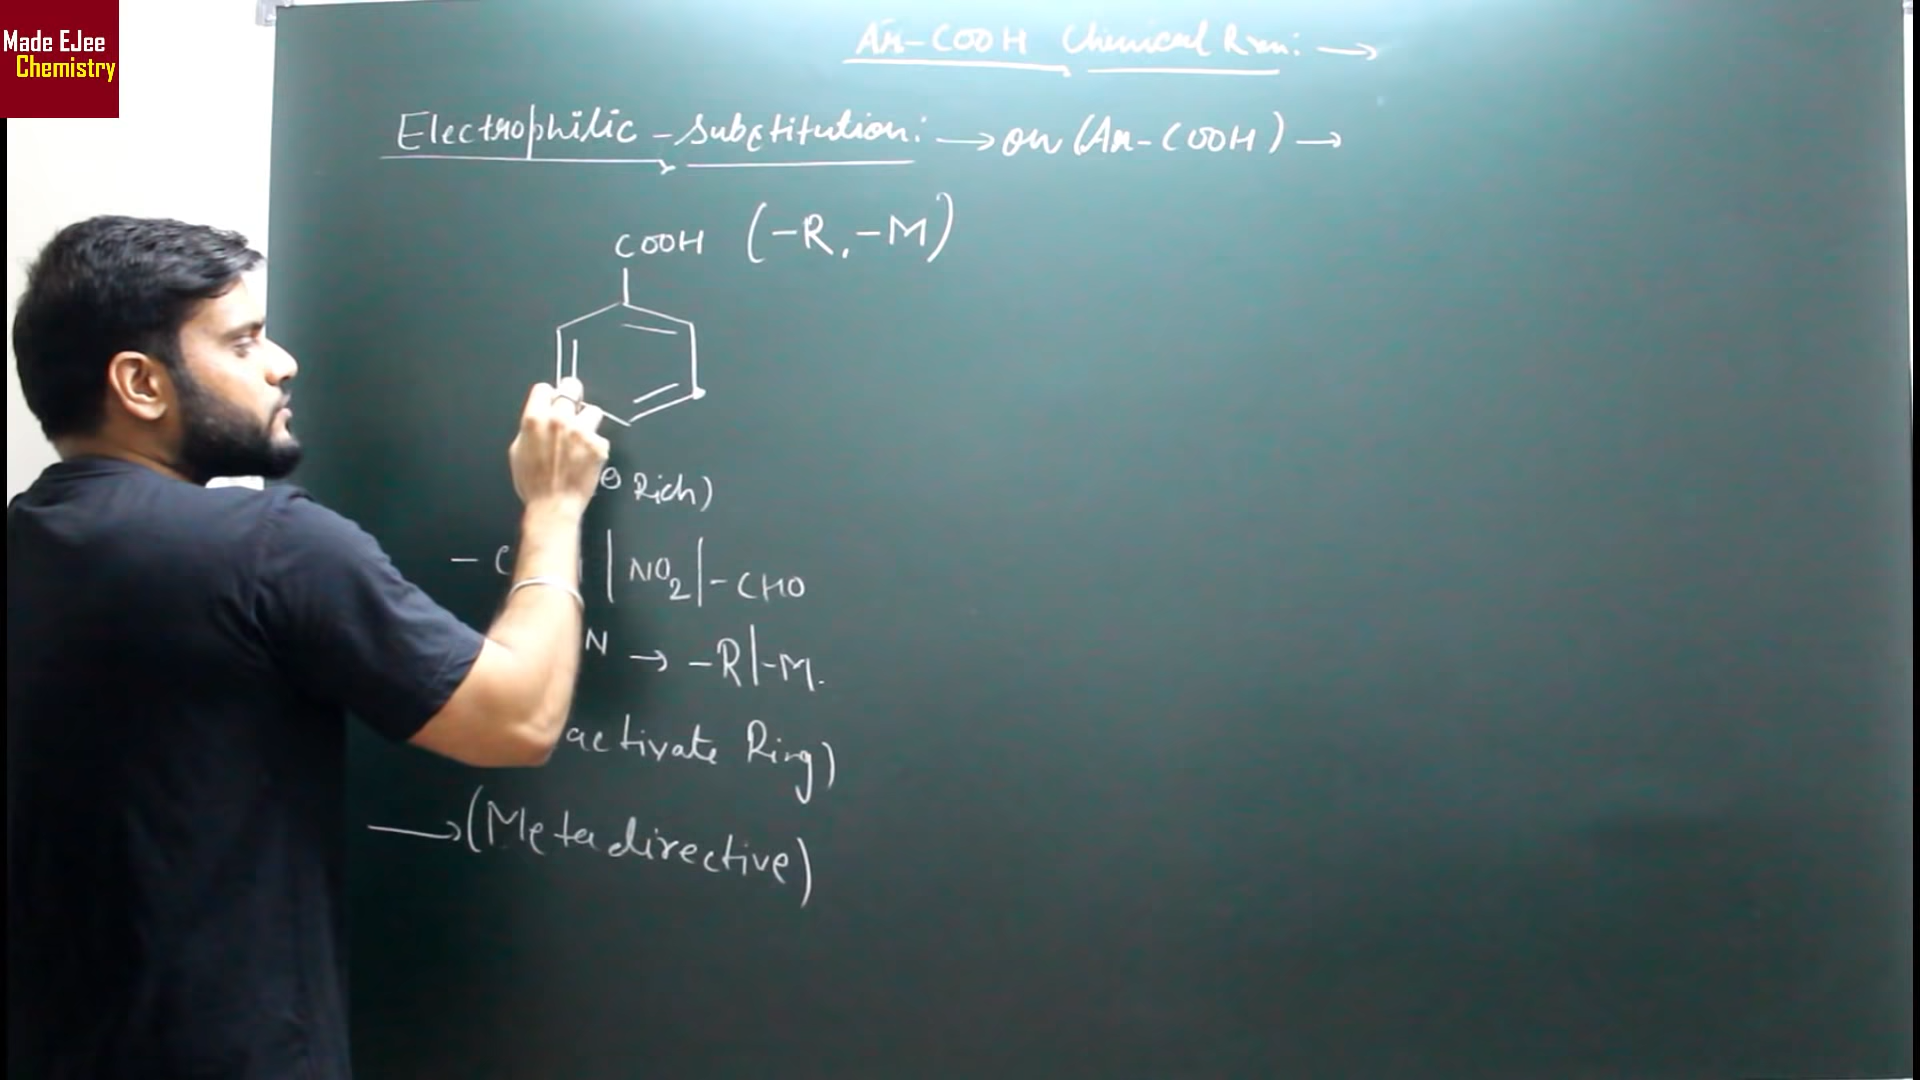 Made EJee
Chemistry
Ar-COOH Chemical Rxn: →
Electrophilic - substitution: → on (Ar-COOH) →
COOH (-R, -M)
⊖ Rich)
- C | NO2 | -CHO
N → -R | -M.
activate Ring)
→ (Meta directive)